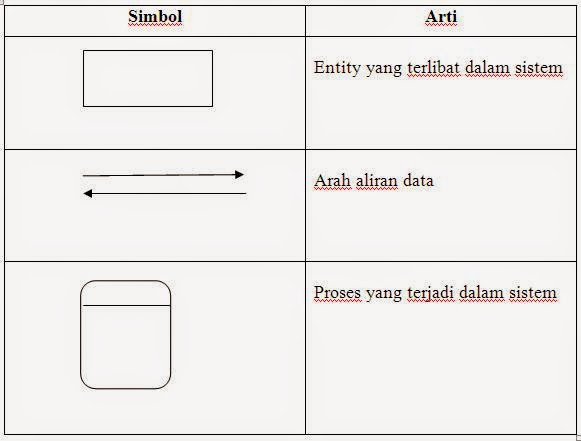 Simbol
Arti
Entity yang terlibat dalam sistem
Arah aliran data
Proses yang terjadi dalam sistem